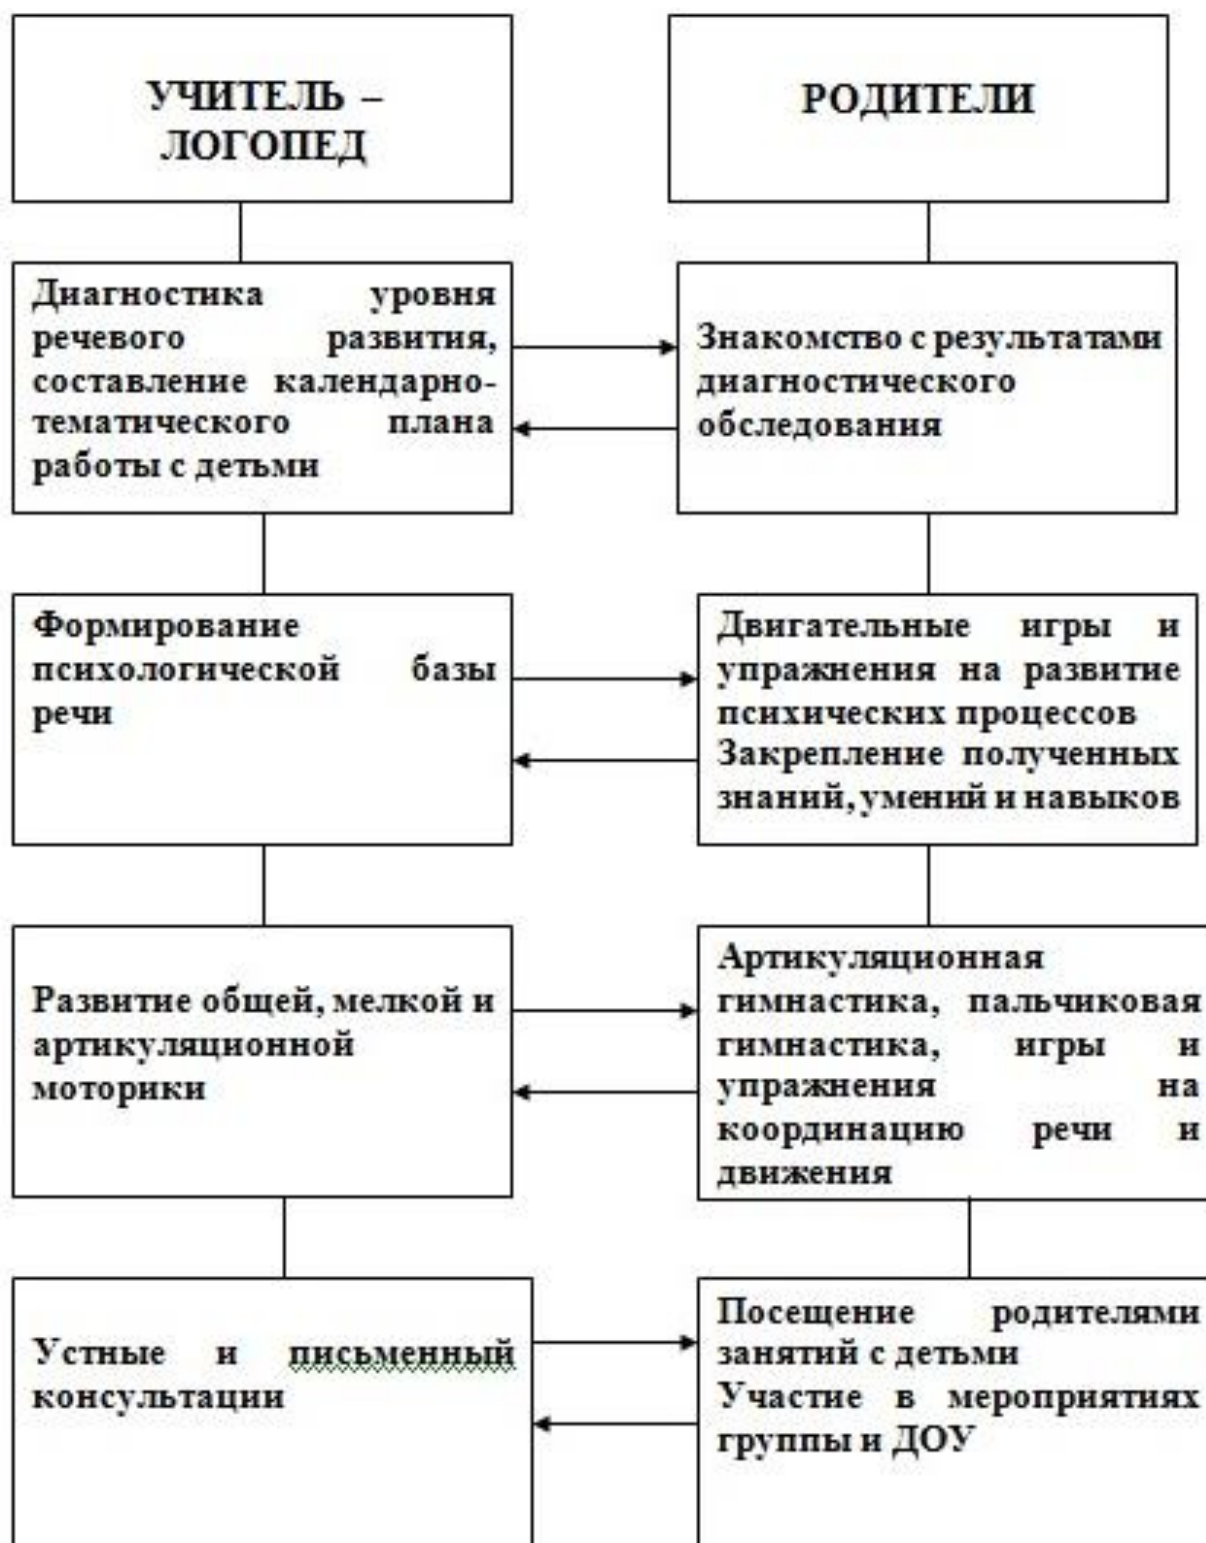 УЧИТЕЛЬ –
ЛОГОПЕД
РОДИТЕЛИ
Диагностика уровня
речевого развития,
составление календарно-
тематического плана
работы с детьми
Знакомство с результатами
диагностического
обследования
Формирование
психологической базы
речи
Двигательные игры и
упражнения на развитие
психических процессов
Закрепление полученных
знаний, умений и навыков
Развитие общей, мелкой и
артикуляционной
моторики
Артикуляционная
гимнастика, пальчиковая
гимнастика, игры и
упражнения на
координацию речи и
движения
Устные и письменный
консультации
Посещение родителями
занятий с детьми
Участие в мероприятиях
группы и ДОУ